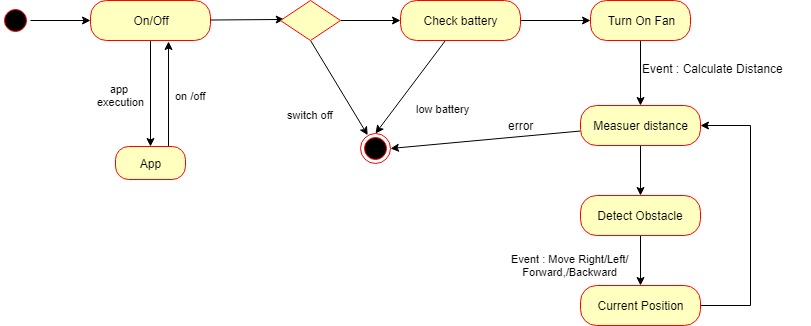 On/Off
Check battery
Turn On Fan
Event : Calculate Distance
app
execution
on /off
switch off
low battery
error
Measuer distance
App
Detect Obstacle
Event : Move Right/Left/
Forward,/Backward
Current Position